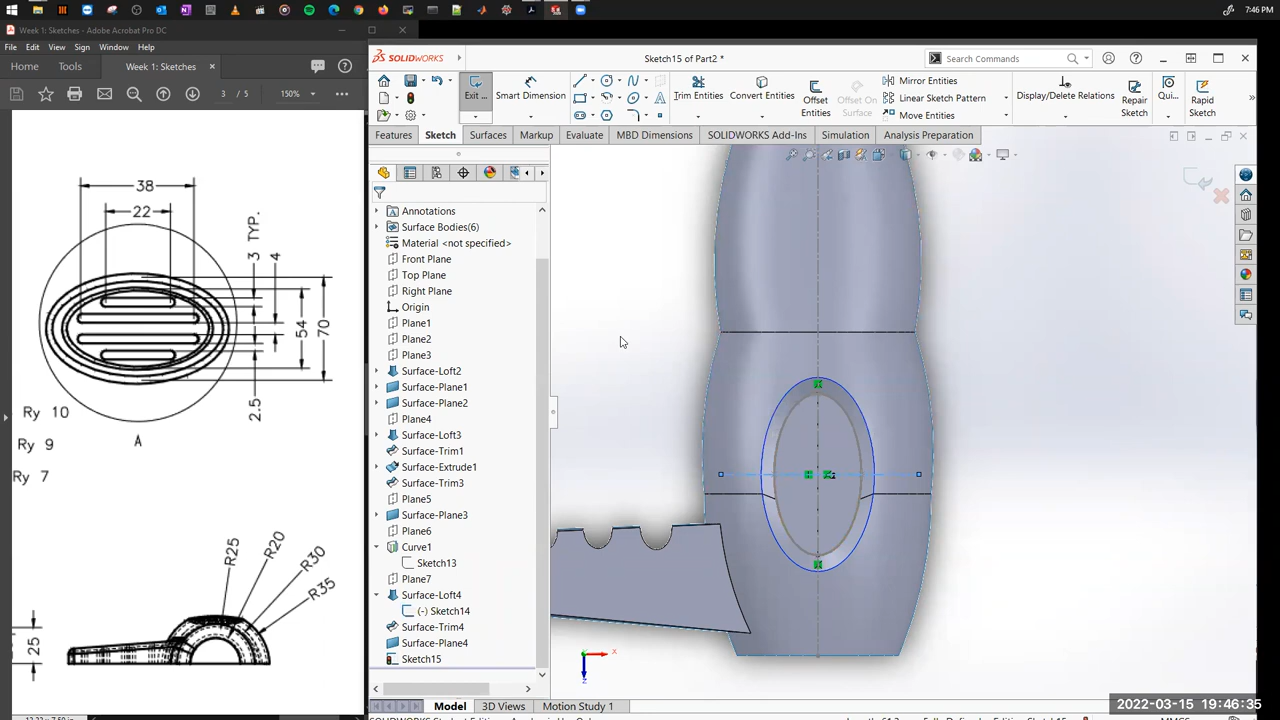 7:46 PM
Week 1: Sketches - Adobe Acrobat Pro DC
File Edit View Sign Window Help
Home Tools Week 1: Sketches ×
3 / 5 150%
38
22
3 TYP.
4
54
70
2.5
Ry 10
A
Ry 9
Ry 7
R25
R20
R30
R35
25
SOLIDWORKS
Sketch15 of Part2 *
Search Commands
Exit ...
Smart Dimension
Trim Entities
Convert Entities
Offset Entities
Offset On Surface
Mirror Entities
Linear Sketch Pattern
Move Entities
Display/Delete Relations
Repair Sketch
Qui...
Rapid Sketch
Features Sketch Surfaces Markup Evaluate MBD Dimensions SOLIDWORKS Add-Ins Simulation Analysis Preparation
Annotations
Surface Bodies(6)
Material <not specified>
Front Plane
Top Plane
Right Plane
Origin
Plane1
Plane2
Plane3
Surface-Loft2
Surface-Plane1
Surface-Plane2
Plane4
Surface-Loft3
Surface-Trim1
Surface-Extrude1
Surface-Trim3
Plane5
Surface-Plane3
Plane6
Curve1
Sketch13
Plane7
Surface-Loft4
(-) Sketch14
Surface-Trim4
Surface-Plane4
Sketch15
X
Z
Model 3D Views Motion Study 1
2022-03-15 19:46:35